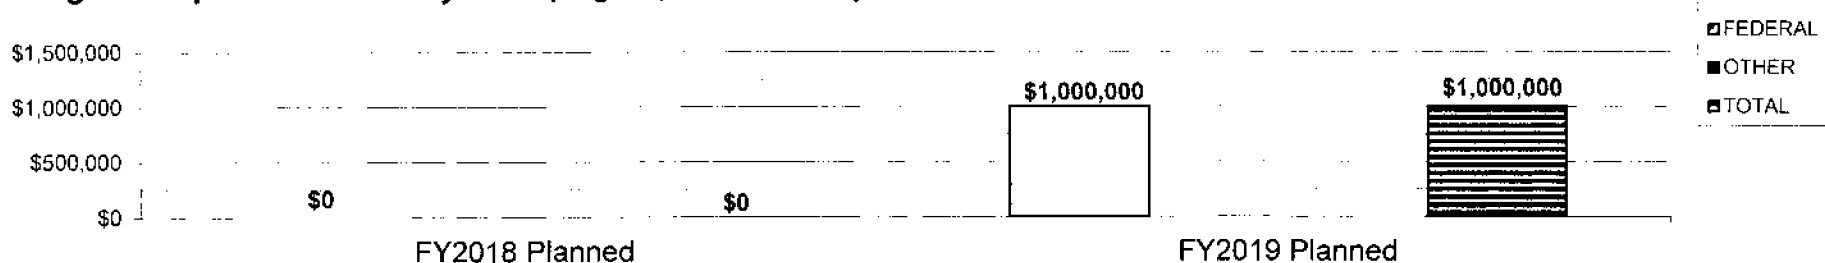 FEDERAL
$1,500,000
OTHER
$1,000,000
$1,000,000
$1,000,000
TOTAL
$500,000
$0
$0
$0
FY2018 Planned
FY2019 Planned